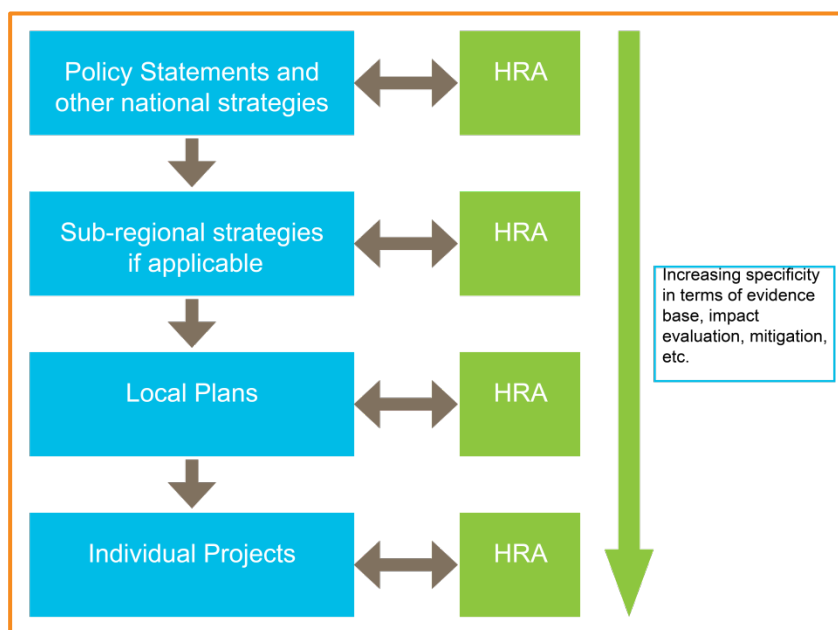 Policy Statements and
other national strategies
HRA
Sub-regional strategies
if applicable
HRA
Increasing specificity
in terms of evidence
base, impact
evaluation, mitigation,
etc.
Local Plans
HRA
Individual Projects
HRA